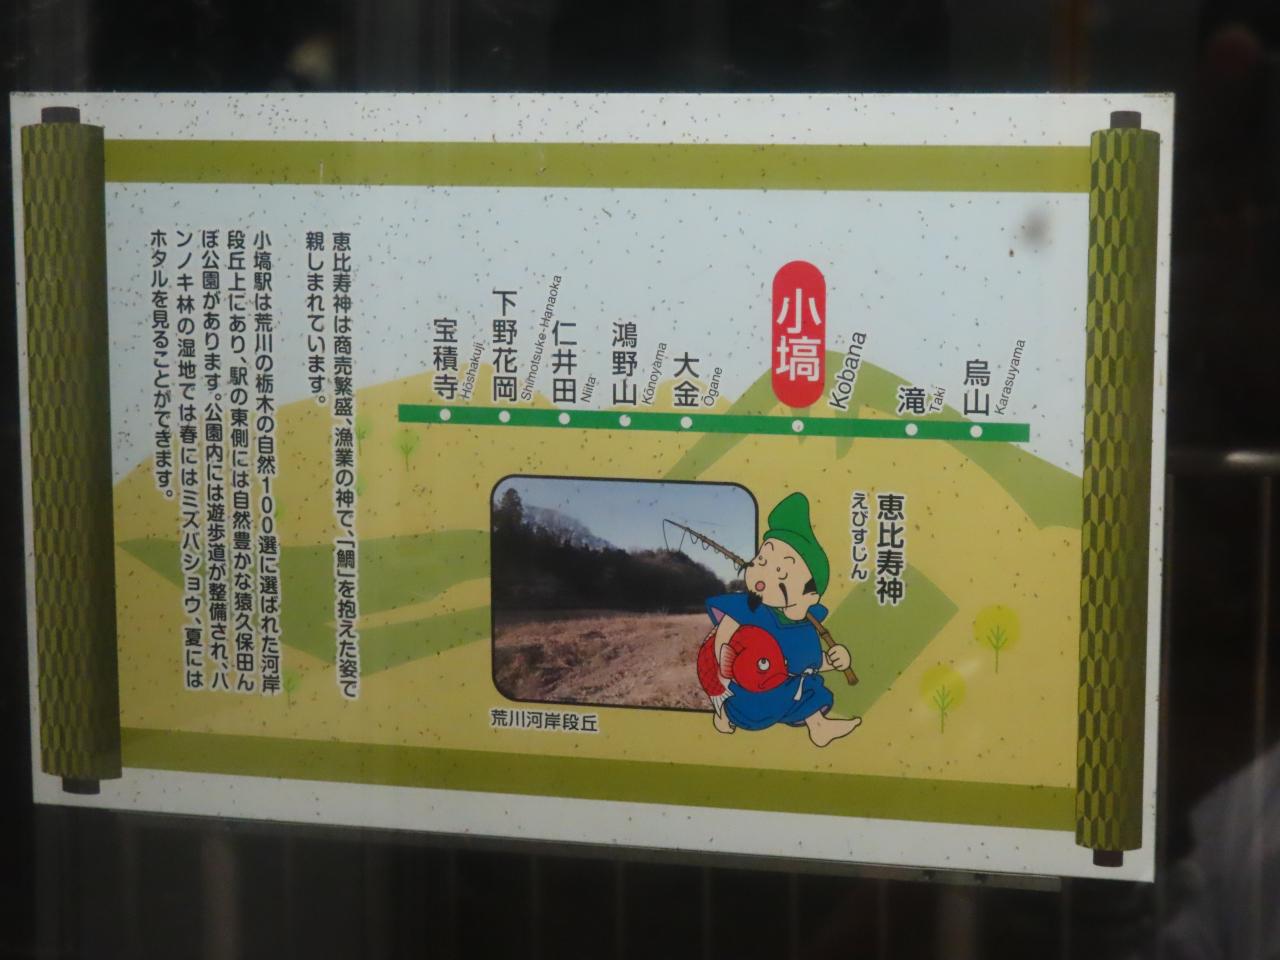 恵比寿神は商売繁盛、漁業の神で、「鯛」を抱えた姿で
親しまれています。
小塙駅は荒川の栃木の自然100選に選ばれた河岸
段丘上にあり、駅の東側には自然豊かな猿久保田ん
ぼ公園があります。公園内には遊歩道が整備され、ハ
ンノキ林の湿地では春にはミズバショウ、夏には
ホタルを見ることができます。
宝積寺
Hōshakuji
下野花岡
Shimotsuke-Hanaoka
仁井田
Niita
鴻野山
Kōnoyama
大金
Ogane
小塙
Kobana
滝
Taki
烏山
Karasuyama
恵比寿神
えびすじん
荒川河岸段丘